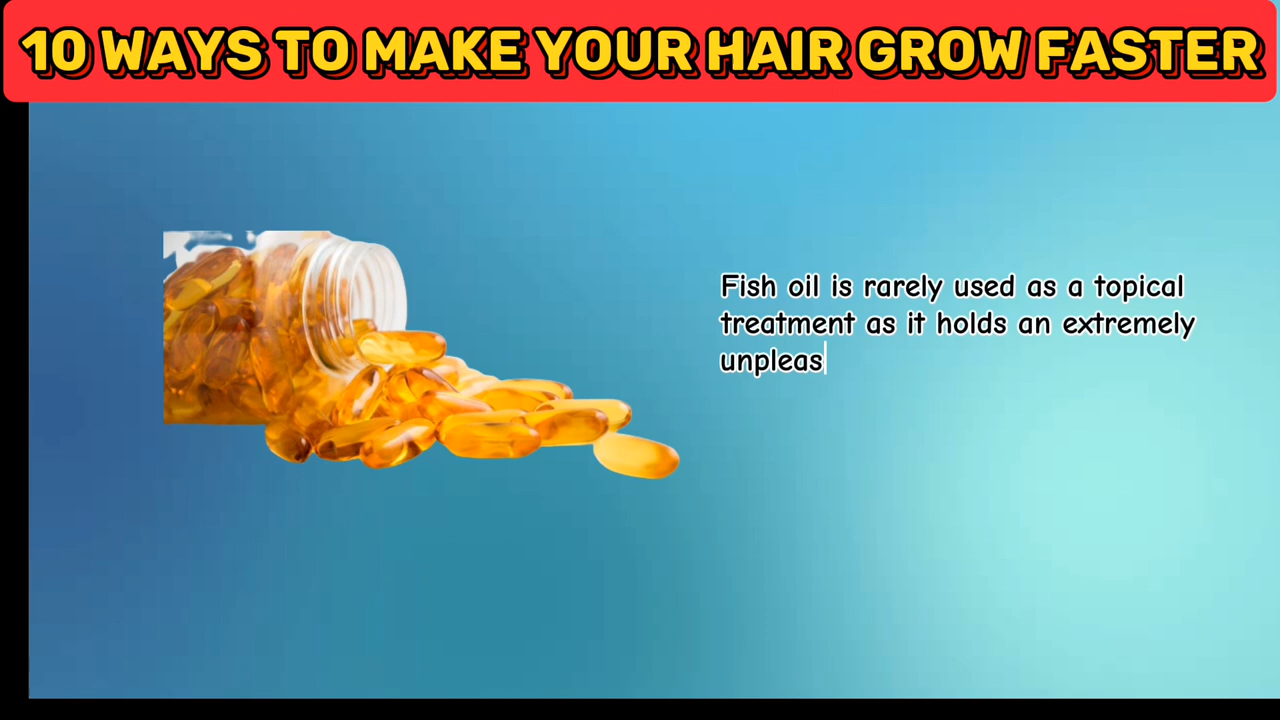 10 WAYS TO MAKE YOUR HAIR GROW FASTER
Fish oil is rarely used as a topical
treatment as it holds an extremely
unpleas